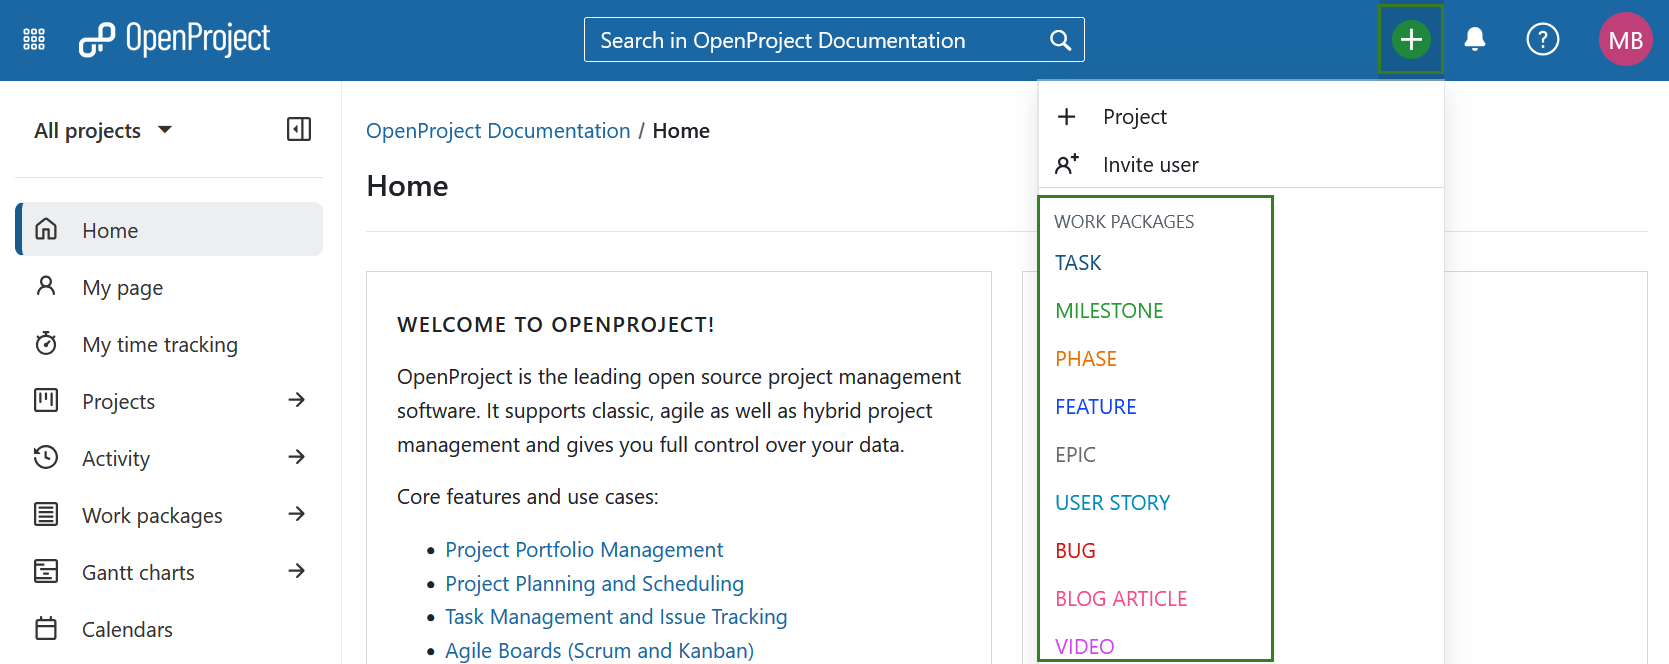 OpenProject
Search in OpenProject Documentation
?
MB
All projects
Home
My page
My time tracking
Projects
Activity
Work packages
Gantt charts
Calendars
OpenProject Documentation / Home
Home
WELCOME TO OPENPROJECT!
OpenProject is the leading open source project management
software. It supports classic, agile as well as hybrid project
management and gives you full control over your data.
Core features and use cases:
• Project Portfolio Management
• Project Planning and Scheduling
• Task Management and Issue Tracking
• Agile Boards (Scrum and Kanban)
Project
Invite user
WORK PACKAGES
TASK
MILESTONE
PHASE
FEATURE
EPIC
USER STORY
BUG
BLOG ARTICLE
VIDEO